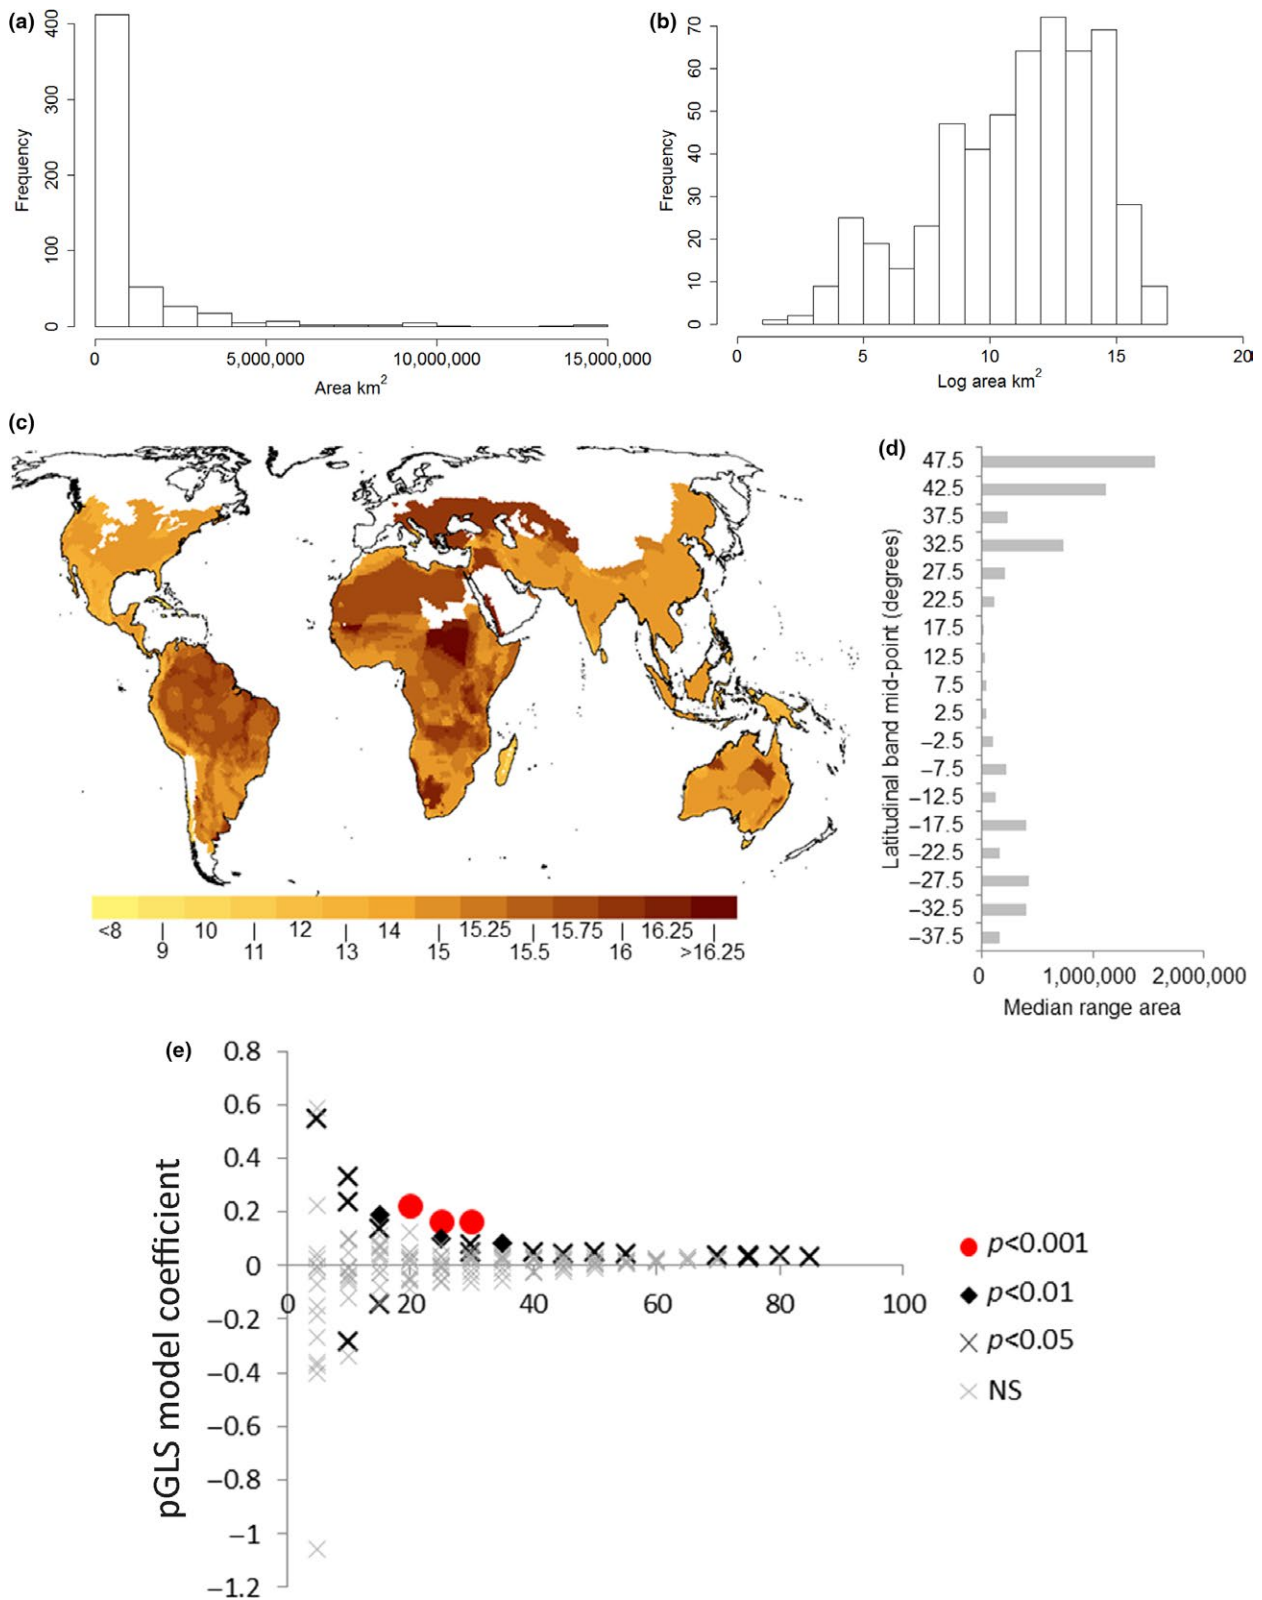 (a)
400
300
200
100
0
Frequency
0 5,000,000 10,000,000 15,000,000
Area km²
(b)
70
60
50
40
30
20
10
0
Frequency
0 5 10 15 20
Log area km²
(c)
<8 9 10 11 12 13 14 15 15.25 15.5 15.75 16 16.25 >16.25
(d)
Latitudinal band mid-point (degrees)
47.5
42.5
37.5
32.5
27.5
22.5
17.5
12.5
7.5
2.5
−2.5
−7.5
−12.5
−17.5
−22.5
−27.5
−32.5
−37.5
0 1,000,000 2,000,000
Median range area
(e)
pGLS model coefficient
0.8
0.6
0.4
0.2
0
−0.2
−0.4
−0.6
−0.8
−1
−1.2
0 20 40 60 80 100
p<0.001
p<0.01
p<0.05
NS